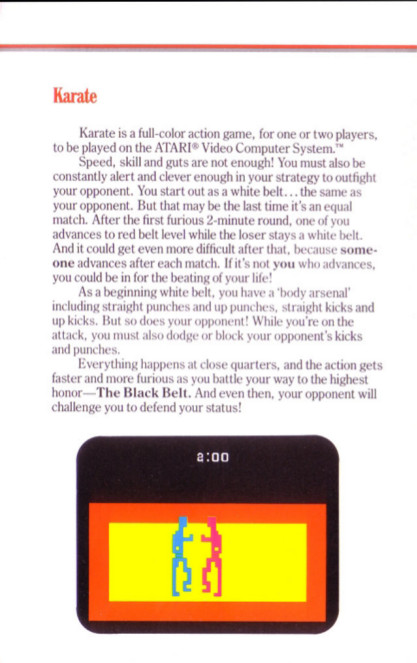 Karate
Karate is a full-color action game, for one or two players,
to be played on the ATARI® Video Computer System.™
Speed, skill and guts are not enough! You must also be
constantly alert and clever enough in your strategy to outfight
your opponent. You start out as a white belt...the same as
your opponent. But that may be the last time it's an equal
match. After the first furious 2-minute round, one of you
advances to red belt level while the loser stays a white belt.
And it could get even more difficult after that, because some-
one advances after each match. If it's not you who advances,
you could be in for the beating of your life!
As a beginning white belt, you have a 'body arsenal'
including straight punches and up punches, straight kicks and
up kicks. But so does your opponent! While you're on the
attack, you must also dodge or block your opponent's kicks
and punches.
Everything happens at close quarters, and the action gets
faster and more furious as you battle your way to the highest
honor—The Black Belt. And even then, your opponent will
challenge you to defend your status!
2:00